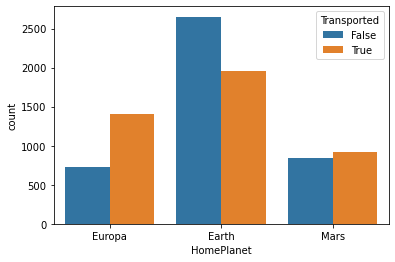 Transported
False
True
2500
2000
1500
1000
500
0
count
Europa
Earth
Mars
HomePlanet